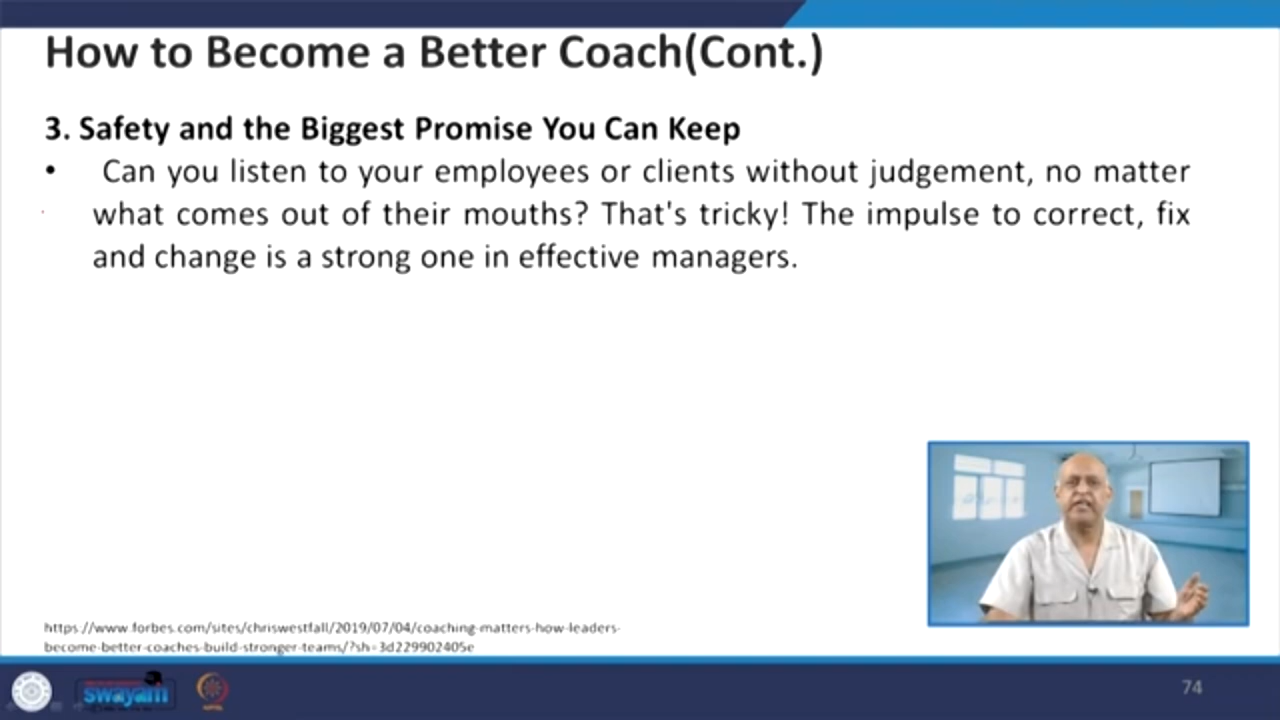 How to Become a Better Coach(Cont.)
3. Safety and the Biggest Promise You Can Keep
• Can you listen to your employees or clients without judgement, no matter
what comes out of their mouths? That's tricky! The impulse to correct, fix
and change is a strong one in effective managers.
https://www.forbes.com/sites/chriswestfall/2019/07/04/coaching-matters-how-leaders-
become-better-coaches-build-stronger-teams/?sh=3d229902405e
swayam
74